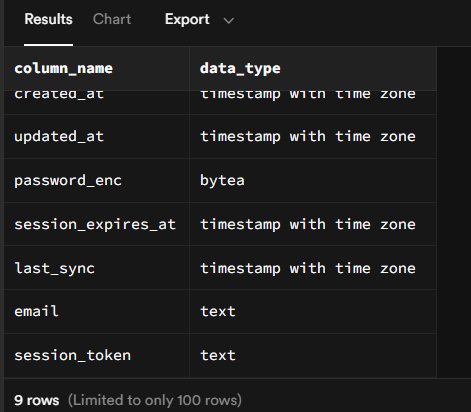 Results Chart Export
column_name data_type
created_at timestamp with time zone
updated_at timestamp with time zone
password_enc bytea
session_expires_at timestamp with time zone
last_sync timestamp with time zone
email text
session_token text
9 rows (Limited to only 100 rows)